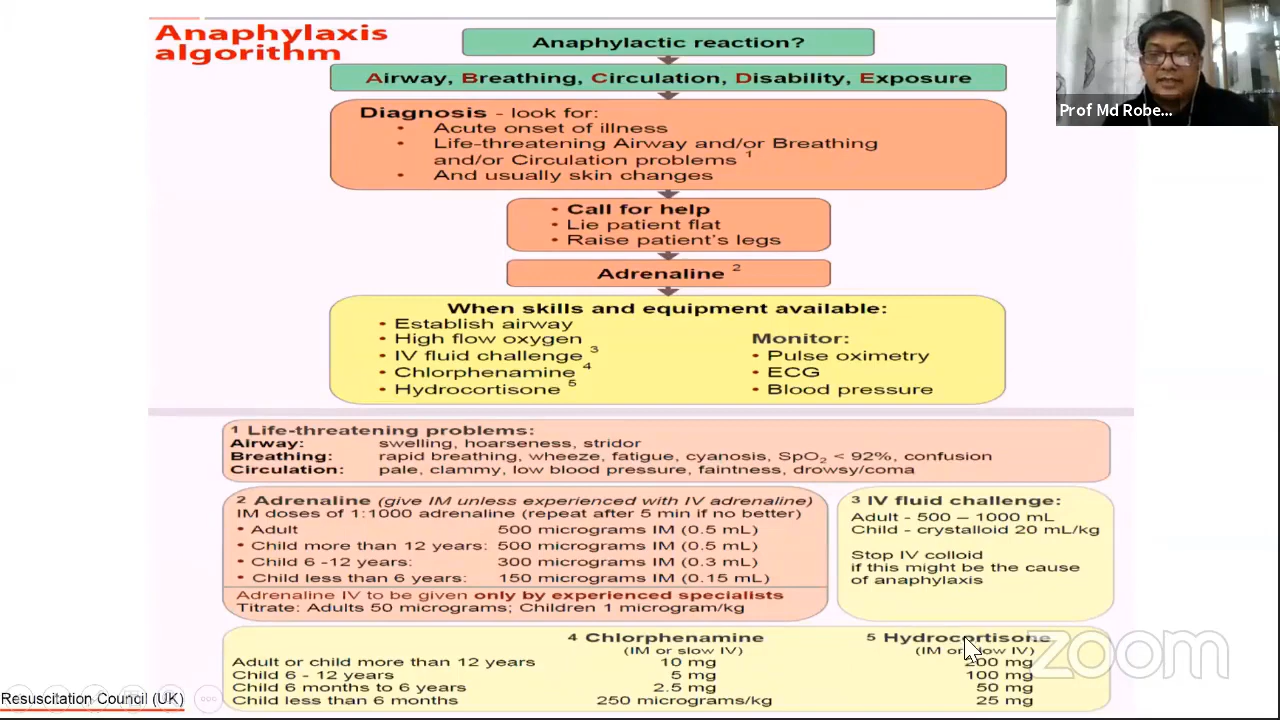 Anaphylaxis
algorithm
Anaphylactic reaction?
Airway, Breathing, Circulation, Disability, Exposure
Diagnosis - look for:
• Acute onset of illness
• Life-threatening Airway and/or Breathing
and/or Circulation problems 1
• And usually skin changes
• Call for help
• Lie patient flat
• Raise patient's legs
Adrenaline 2
When skills and equipment available:
• Establish airway
• High flow oxygen
• IV fluid challenge 3
• Chlorphenamine 4
• Hydrocortisone 5
Monitor:
• Pulse oximetry
• ECG
• Blood pressure
1 Life-threatening problems:
Airway: swelling, hoarseness, stridor
Breathing: rapid breathing, wheeze, fatigue, cyanosis, SpO2 < 92%, confusion
Circulation: pale, clammy, low blood pressure, faintness, drowsy/coma
2 Adrenaline (give IM unless experienced with IV adrenaline)
IM doses of 1:1000 adrenaline (repeat after 5 min if no better)
• Adult 500 micrograms IM (0.5 mL)
• Child more than 12 years: 500 micrograms IM (0.5 mL)
• Child 6 -12 years: 300 micrograms IM (0.3 mL)
• Child less than 6 years: 150 micrograms IM (0.15 mL)
Adrenaline IV to be given only by experienced specialists
Titrate: Adults 50 micrograms; Children 1 microgram/kg
3 IV fluid challenge:
Adult - 500 – 1000 mL
Child - crystalloid 20 mL/kg
Stop IV colloid
if this might be the cause
of anaphylaxis
4 Chlorphenamine 5 Hydrocortisone
(IM or slow IV) (IM or slow IV)
Adult or child more than 12 years 10 mg 200 mg
Child 6 - 12 years 5 mg 100 mg
Child 6 months to 6 years 2.5 mg 50 mg
Child less than 6 months 250 micrograms/kg 25 mg
Resuscitation Council (UK)
Prof Md Robe...
zoom